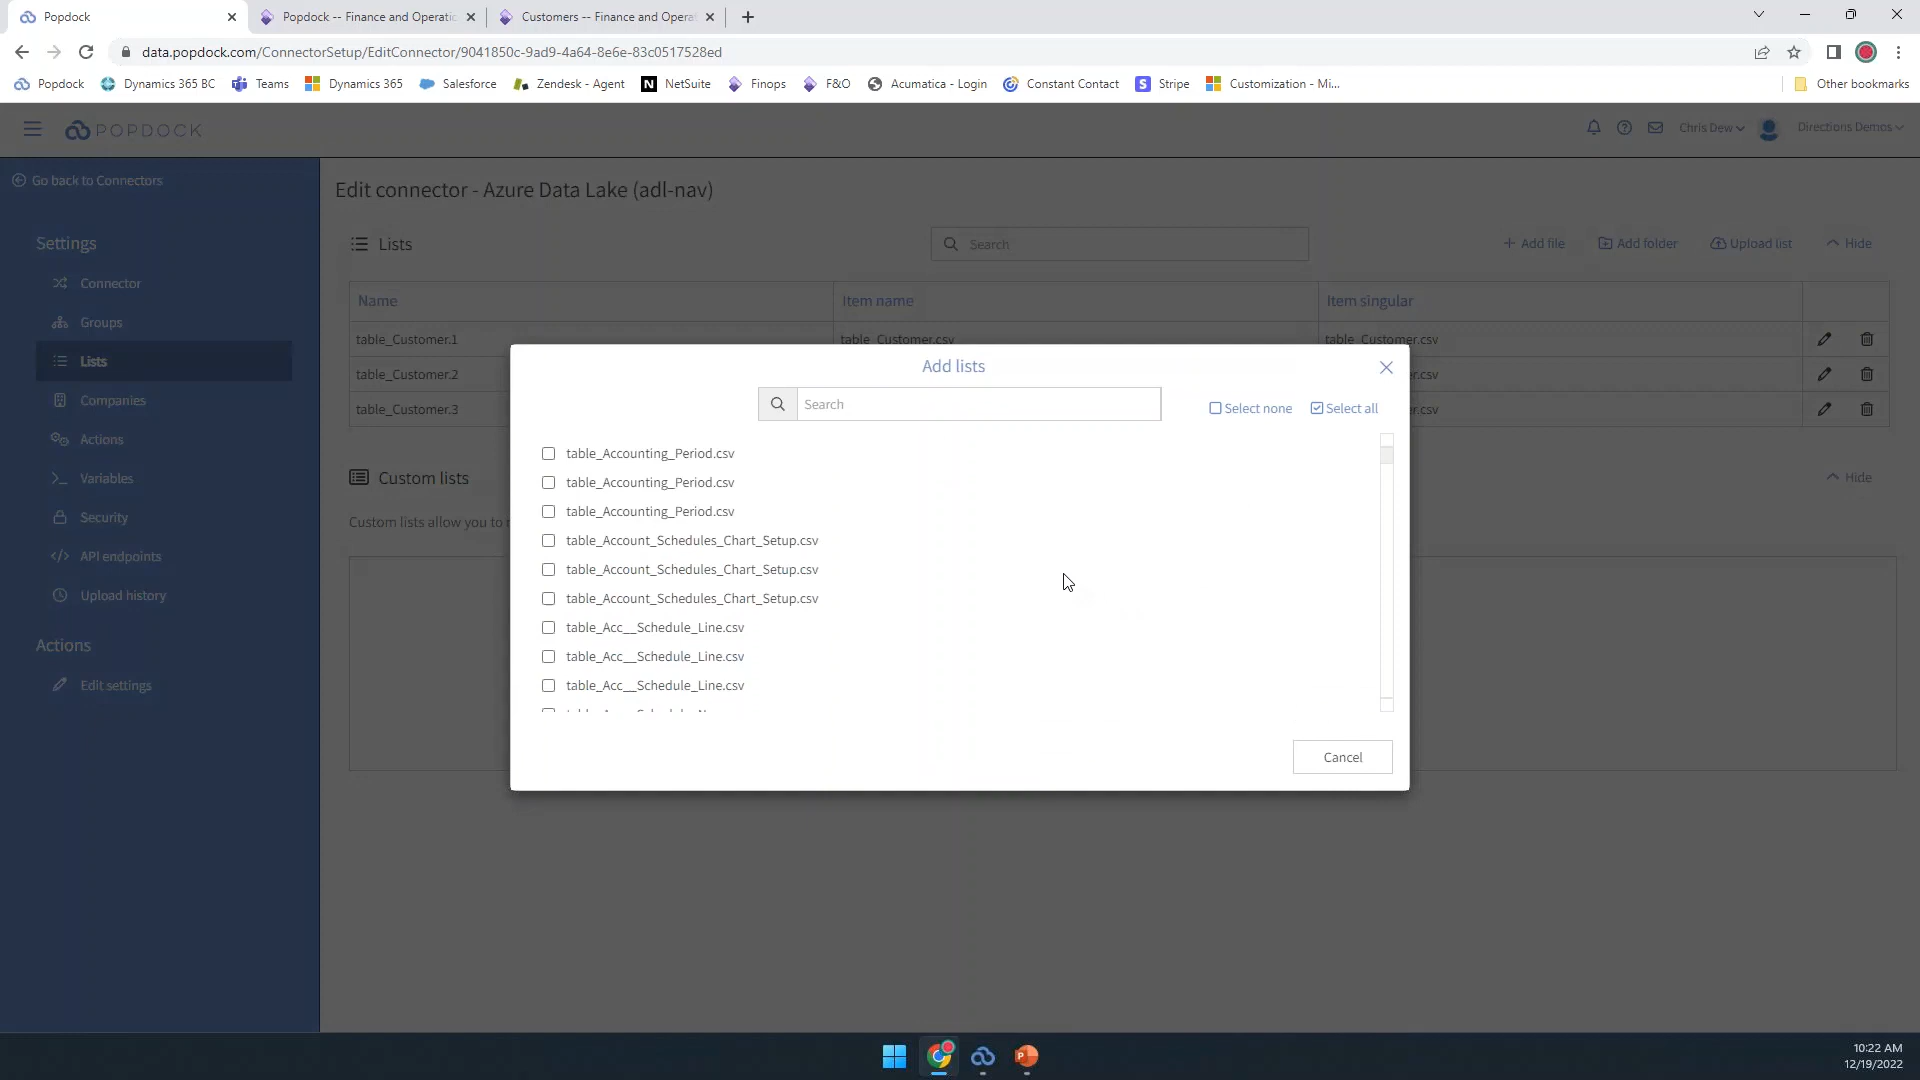 Popdock
Popdock -- Finance and Operatic
Customers -- Finance and Opera
data.popdock.com/ConnectorSetup/EditConnector/9041850c-9ad9-4a64-8e6e-83c0517528ed
Popdock Dynamics 365 BC Teams Dynamics 365 Salesforce Zendesk - Agent NetSuite Finops F&O Acumatica - Login Constant Contact Stripe Customization - Mi... Other bookmarks
POPDOCK
Chris Dew
Directions Demos
Go back to Connectors
Edit connector - Azure Data Lake (adl-nav)
Settings
Connector
Groups
Lists
Companies
Actions
Variables
Security
API endpoints
Upload history
Actions
Edit settings
Lists
Search
Add file Add folder Upload list Hide
Name Item name Item singular
table_Customer.1 table_Customer.csv table_Customer.csv
table_Customer.2 er.csv
table_Customer.3 er.csv
Custom lists
Hide
Custom lists allow you to
Add lists
Search
Select none Select all
table_Accounting_Period.csv
table_Accounting_Period.csv
table_Accounting_Period.csv
table_Account_Schedules_Chart_Setup.csv
table_Account_Schedules_Chart_Setup.csv
table_Account_Schedules_Chart_Setup.csv
table_Acc__Schedule_Line.csv
table_Acc__Schedule_Line.csv
table_Acc__Schedule_Line.csv
Cancel
10:22 AM
12/19/2022